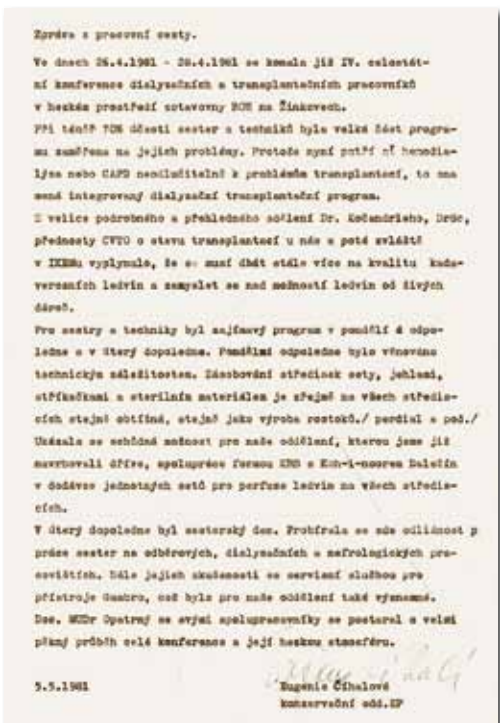 Zpráva z pracovní cesty.
Ve dnech 26.4.1981 - 28.4.1981 se konala již IV. celostát-
ní konference dialyzačních a transplantačních pracovníků
v hezkém prostředí zotavovny ROH na Žinkovech.
Při téměř 70% účasti sester a techniků byla velká část progra-
mu zaměřena na jejich problémy. Protože nyní patří hemodia-
lýza nebo CAPD neodlučitelně k problémům transplantací, to zna
mená integrovaný dialyzační transplantační program.
Z velice podrobného a přehledného sdělení Dr. Kočandrleho, DrSc,
přednosty CVTO o stavu transplantací u nás a poté zvláště
v IKEMu vyplynulo, že se musí dbát stále více na kvalitu kada-
verosních ledvin a zamyslet se nad možností ledvin od živých
dárců.
Pro sestry a techniky byl zajímavý program v pondělí odpo-
ledne a v úterý dopoledne. Pondělní odpoledne bylo věnováno
technickým záležitostem. Zásobování středisek sety, jehlami,
stříkačkami a sterilním materiálem je zřejmě na všech středis-
cích stejně obtížná, stejně jako výroba roztoků./ perdial a pod./
Ukázala se schůdná možnost pro naše oddělení, kterou jsme již
navrhovali dříve, spolupráce formou s Koh-i-noorem Dalečín
v dodávce jednotných setů pro perfuze ledvin na všech středis-
cích.
V úterý dopoledne byl sesterský den. Probírala se zde odlišnost p
práce sester na odběrových, dialyzačních a nefrologických pra-
covištích. Dále jejich zkušenosti se servisní službou pro
přístroje Gambro, což bylo pro naše oddělení také významné.
Doc. MUDr Opatrný se svými spolupracovníky se postaral o velmi
pěkný průběh celé konference a její hezkou atmosféru.
5.5.1981
Eugenie Číhalová
konzervační odd.EP